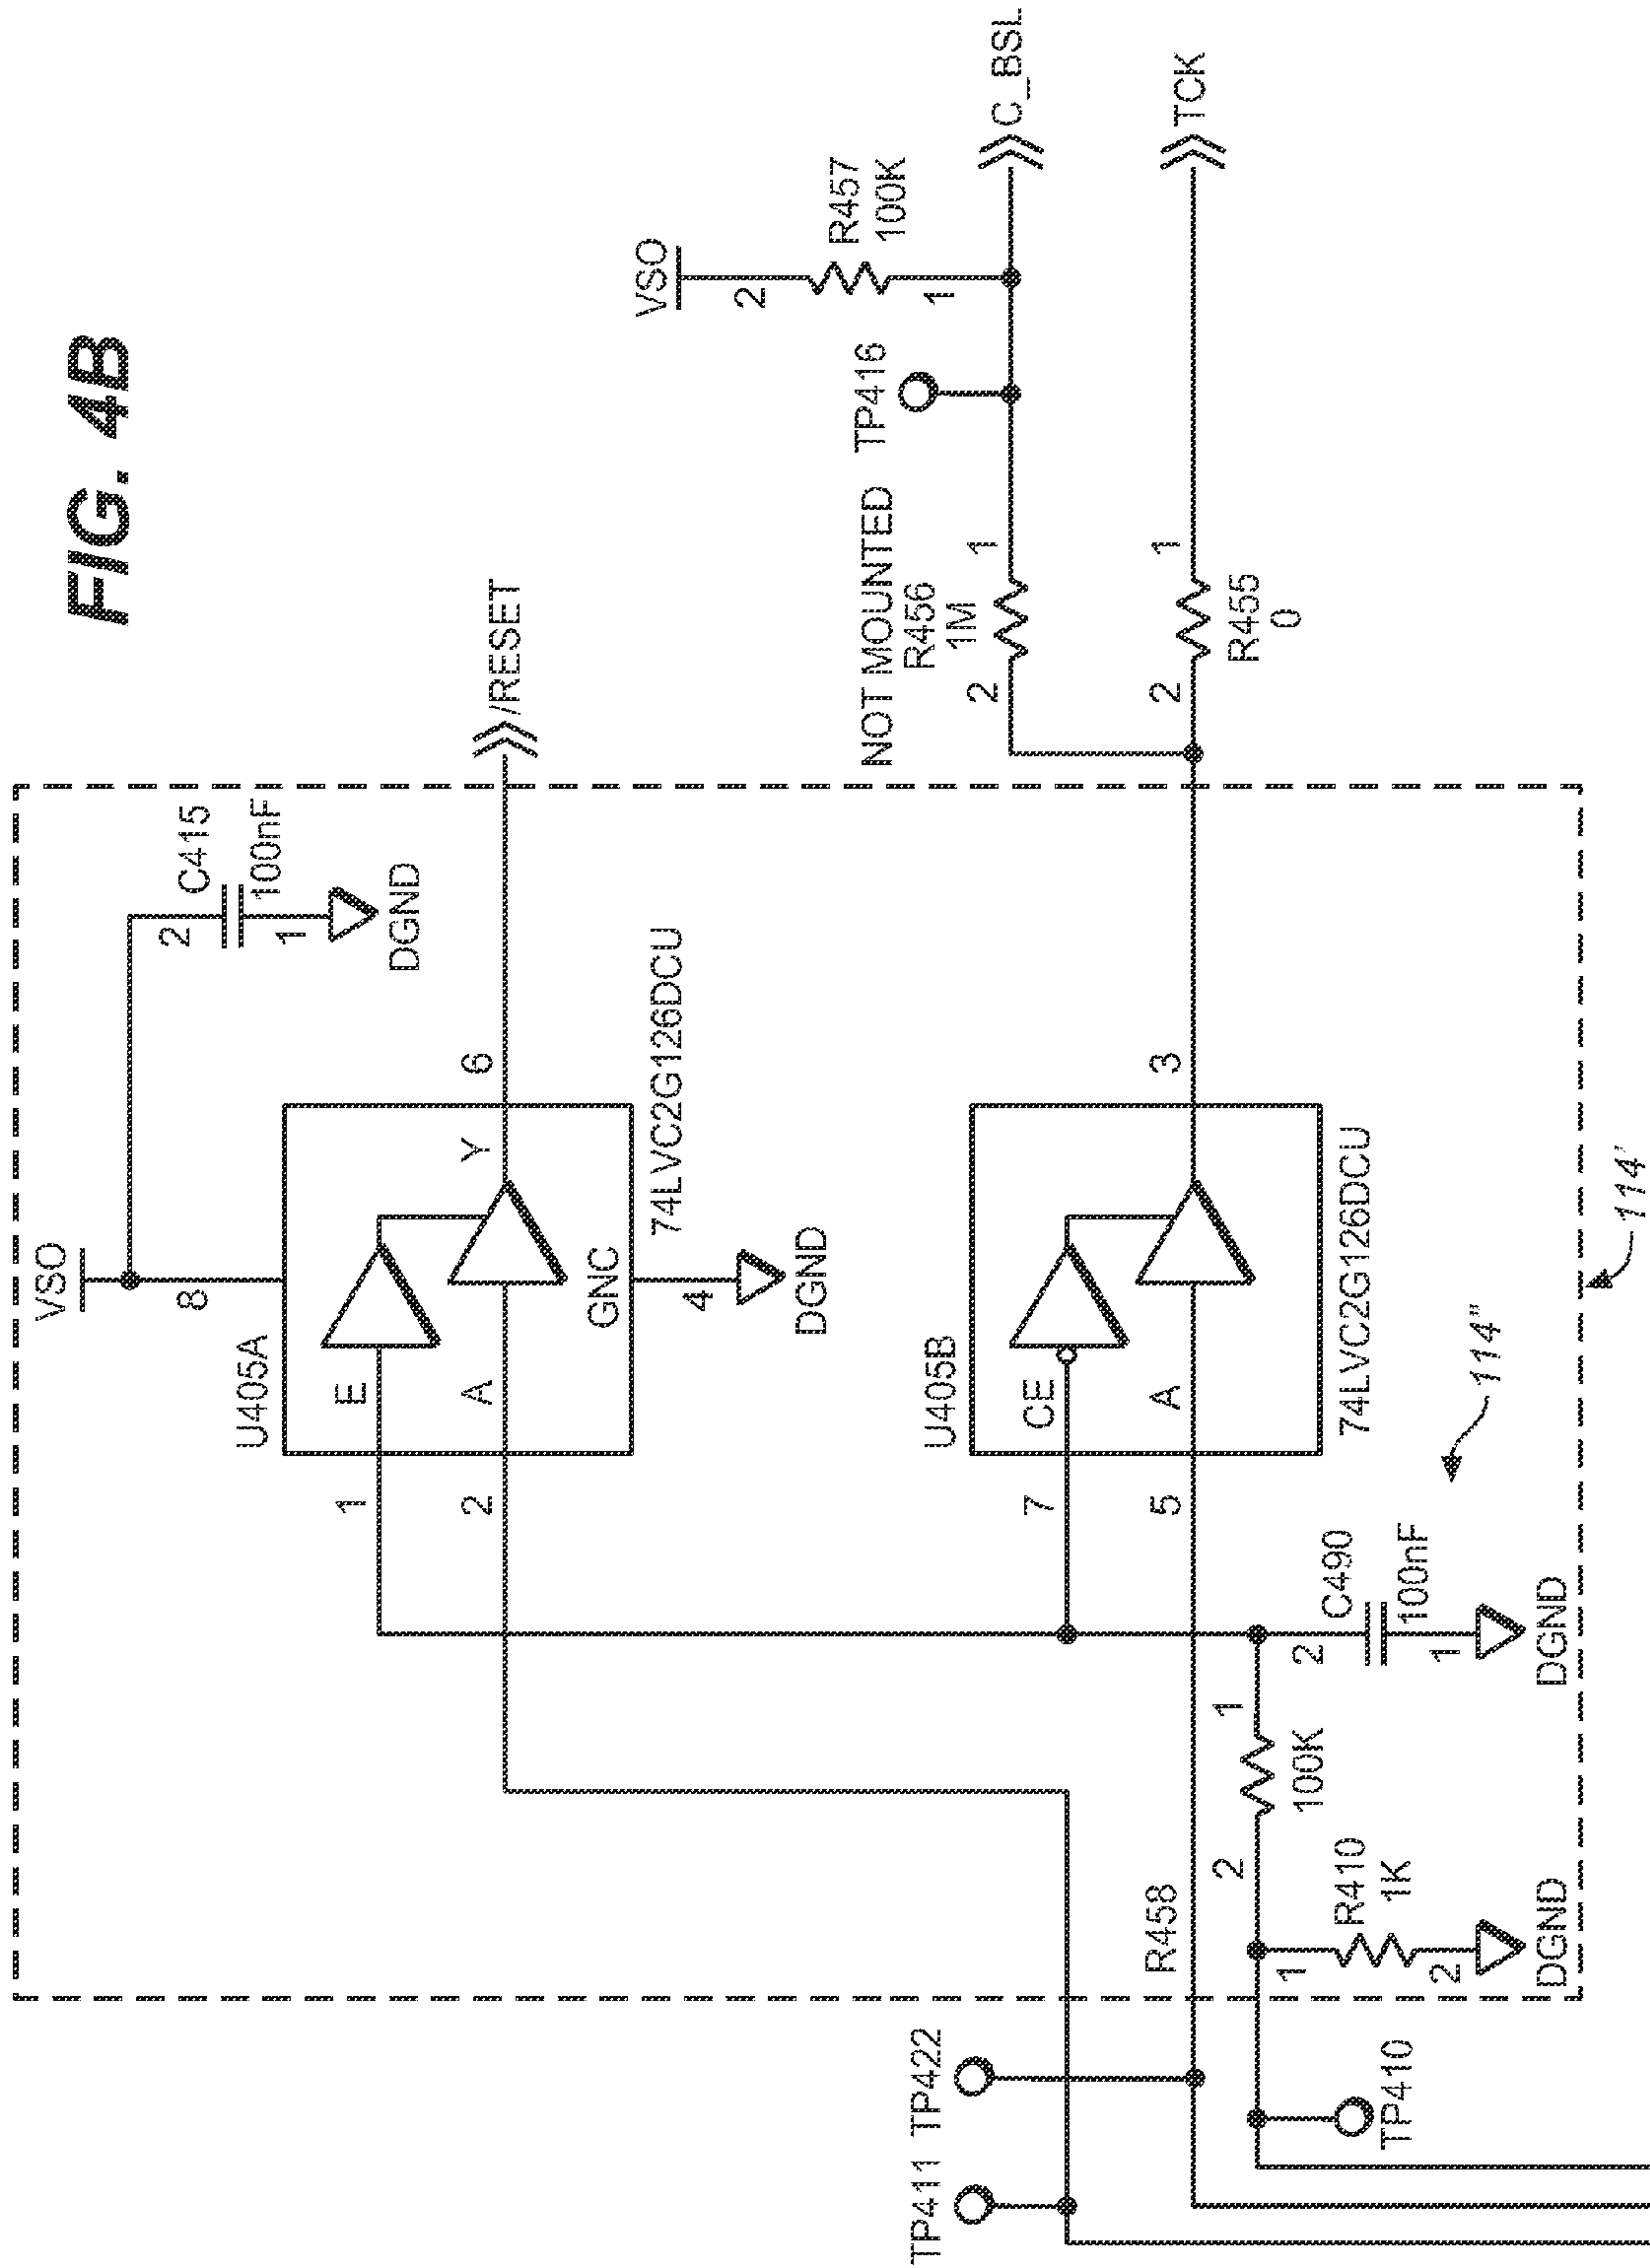 FIG. 4B
VSO
8
2
C415
100nF
1
DGND
U405A
1
E
2
A
Y
6
/RESET
GNC
4
DGND
74LVC2G126DCU
VSO
2
R457
100K
1
NOT MOUNTED
TP416
R456
1M
2
1
C_BSL
U405B
7
CE
5
A
3
74LVC2G126DCU
2
1
R455
0
TCK
TP411
TP422
R458
2
1
100K
TP410
1
R410
1K
2
DGND
2
C490
100nF
1
DGND
114"
114'